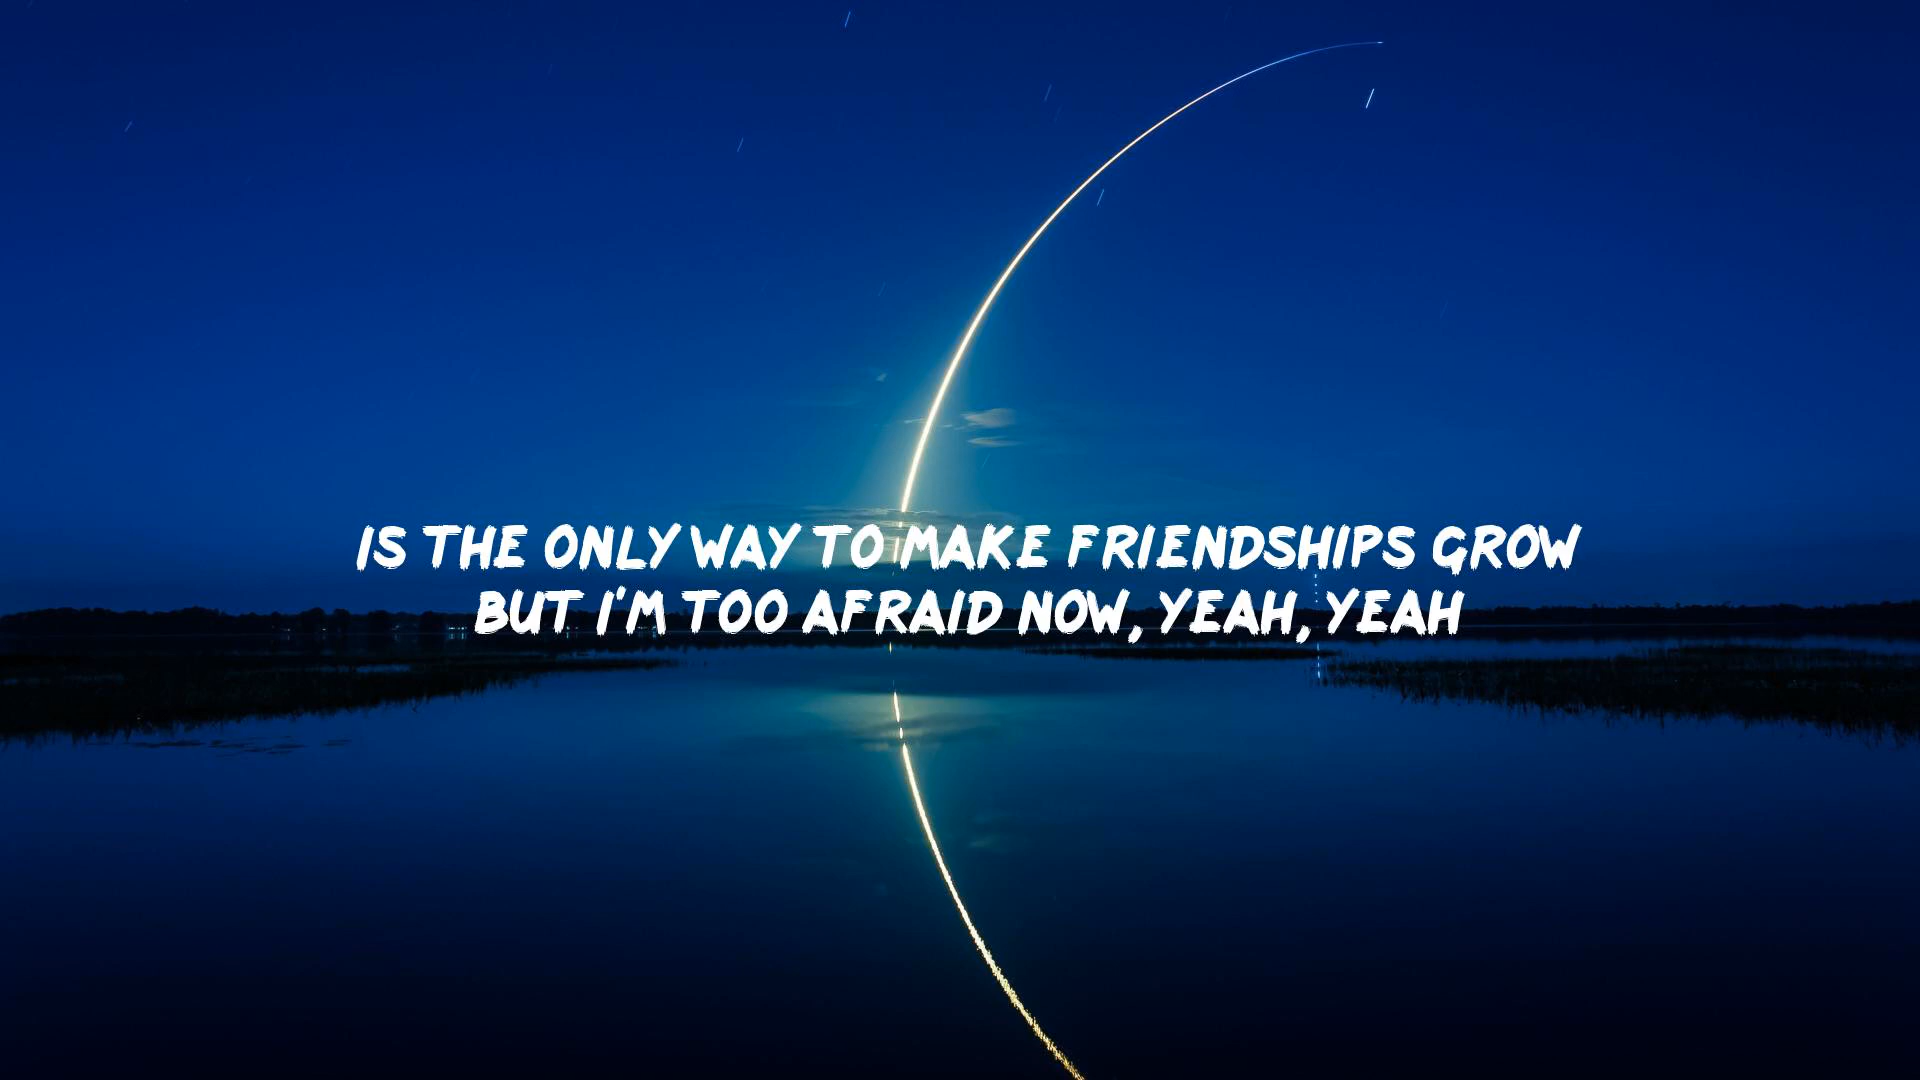 IS THE ONLY WAY TO MAKE FRIENDSHIPS GROW
BUT I'M TOO AFRAID NOW, YEAH, YEAH